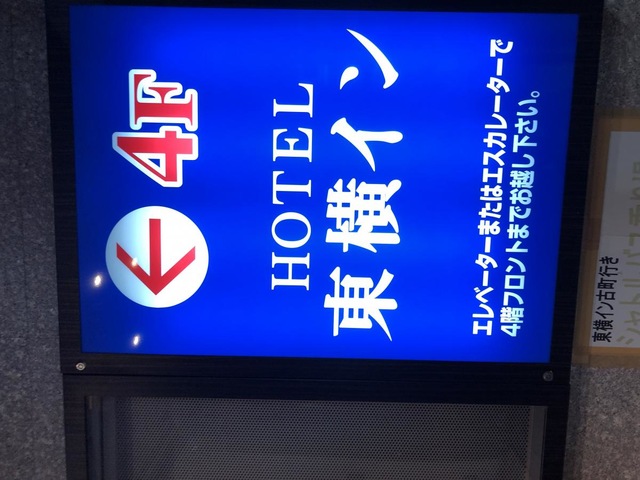 4F
HOTEL
東横イン
エレベーターまたはエスカレーターで
4階フロントまでお越し下さい。
東横イン古町行き